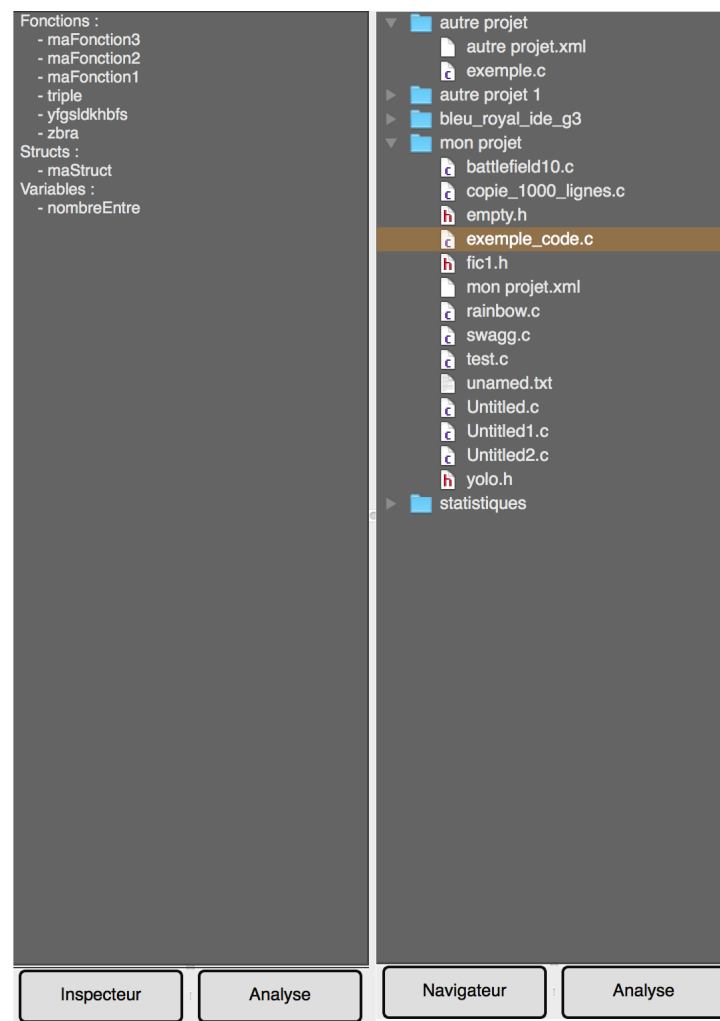 Fonctions :
- maFonction3
- maFonction2
- maFonction1
- triple
- yfgsldkhbfs
- zbra
Structs :
- maStruct
Variables :
- nombreEntre
Inspecteur
Analyse
autre projet
autre projet.xml
exemple.c
autre projet 1
bleu_royal_ide_g3
mon projet
battlefield10.c
copie_1000_lignes.c
empty.h
exemple_code.c
fic1.h
mon projet.xml
rainbow.c
swagg.c
test.c
unamed.txt
Untitled.c
Untitled1.c
Untitled2.c
yolo.h
statistiques
Navigateur
Analyse